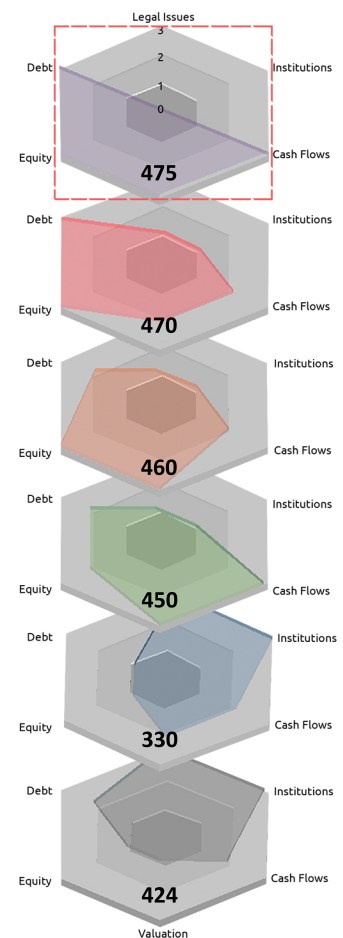 Legal Issues
3
Debt
Institutions
2
1
0
Equity
Cash Flows
475
Debt
Institutions
Equity
Cash Flows
470
Debt
Institutions
Equity
Cash Flows
460
Debt
Institutions
Equity
Cash Flows
450
Debt
Institutions
Equity
Cash Flows
330
Debt
Institutions
Equity
Cash Flows
424
Valuation